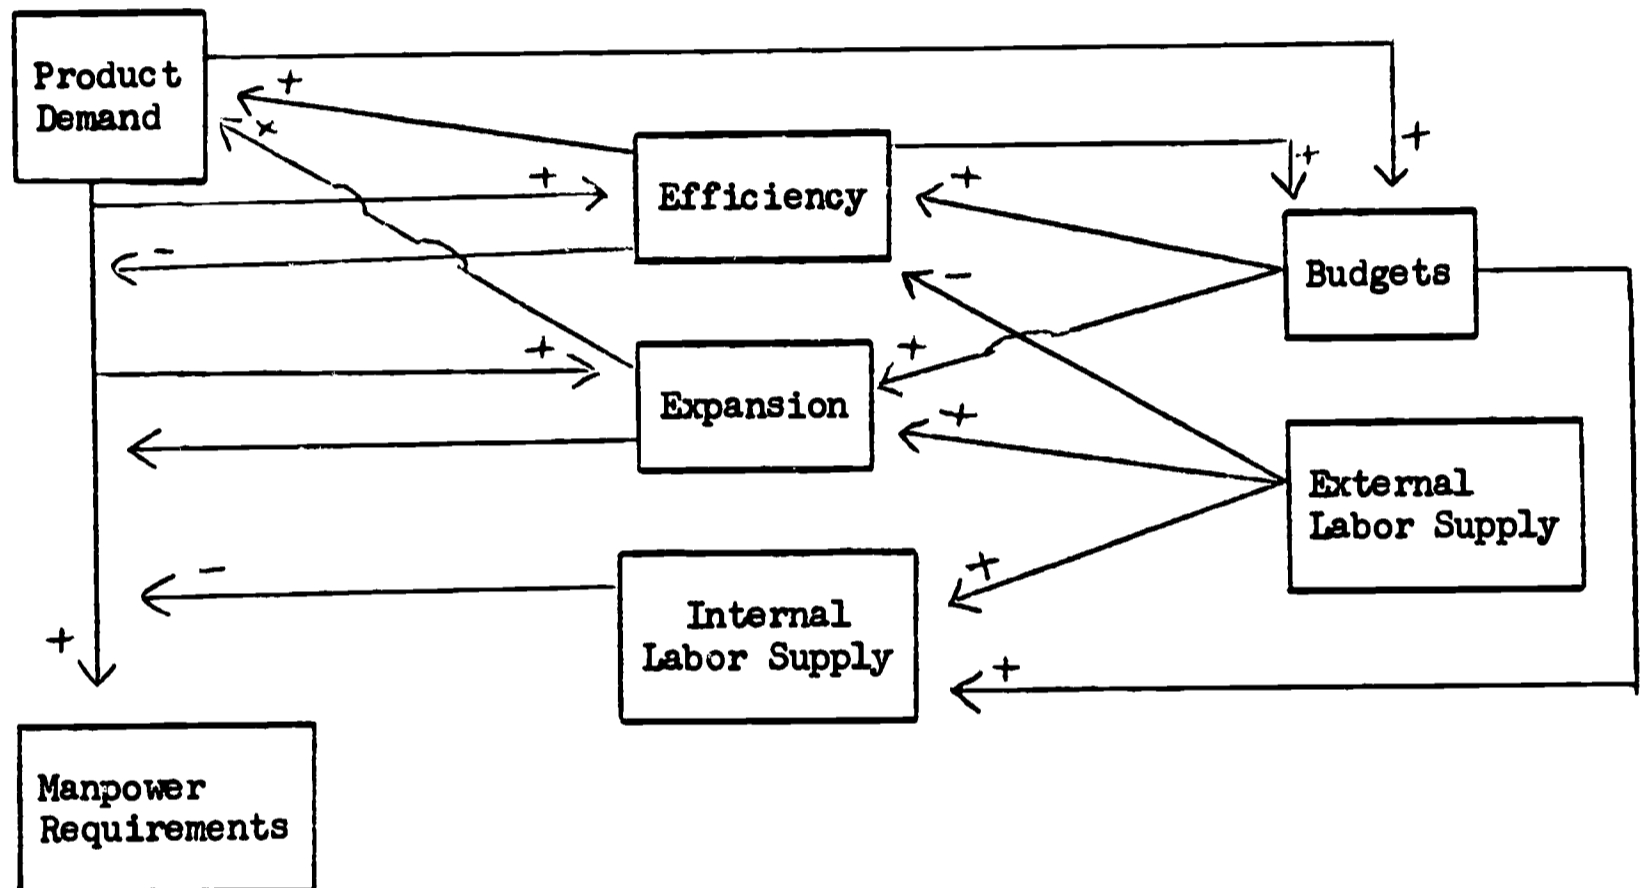 Product
Demand
+
+
- x
+
+
+
Efficiency
+
-
-
Budgets
+
+
Expansion
+
External
Labor Supply
-
+
Internal
Labor Supply
+
+
Manpower
Requirements